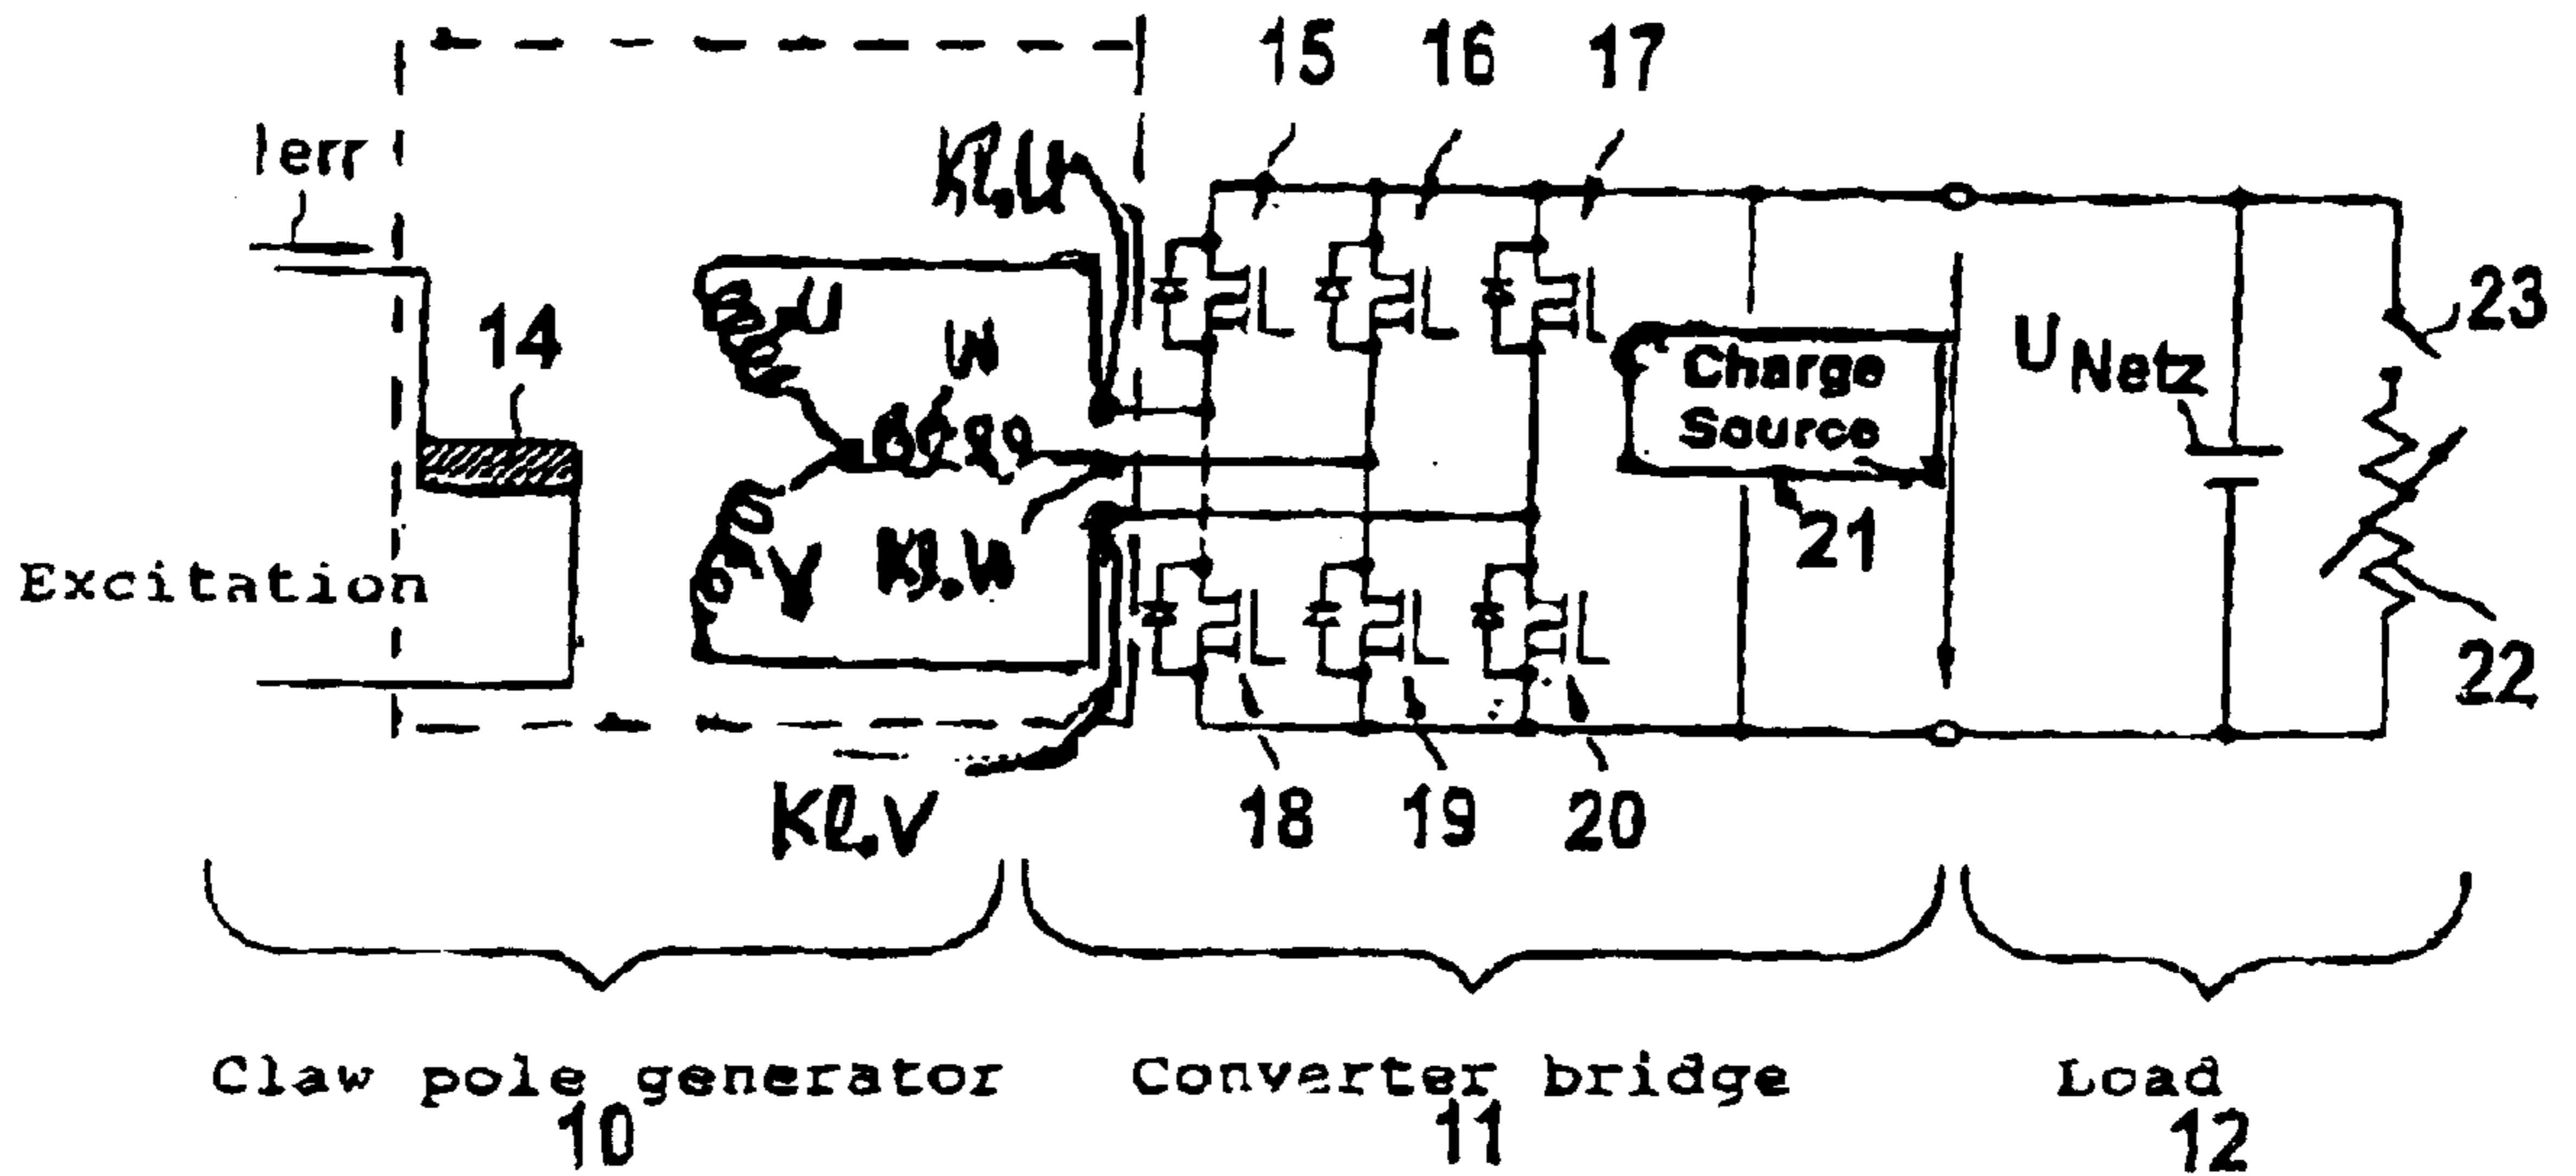 15 16 17
Ierr
Kl.U
23
14
U
W
Charge
Source
U Netz
21
V
Kl.W
Excitation
22
18 19 20
Kl.V
Claw pole generator
10
Converter bridge
11
Load
12